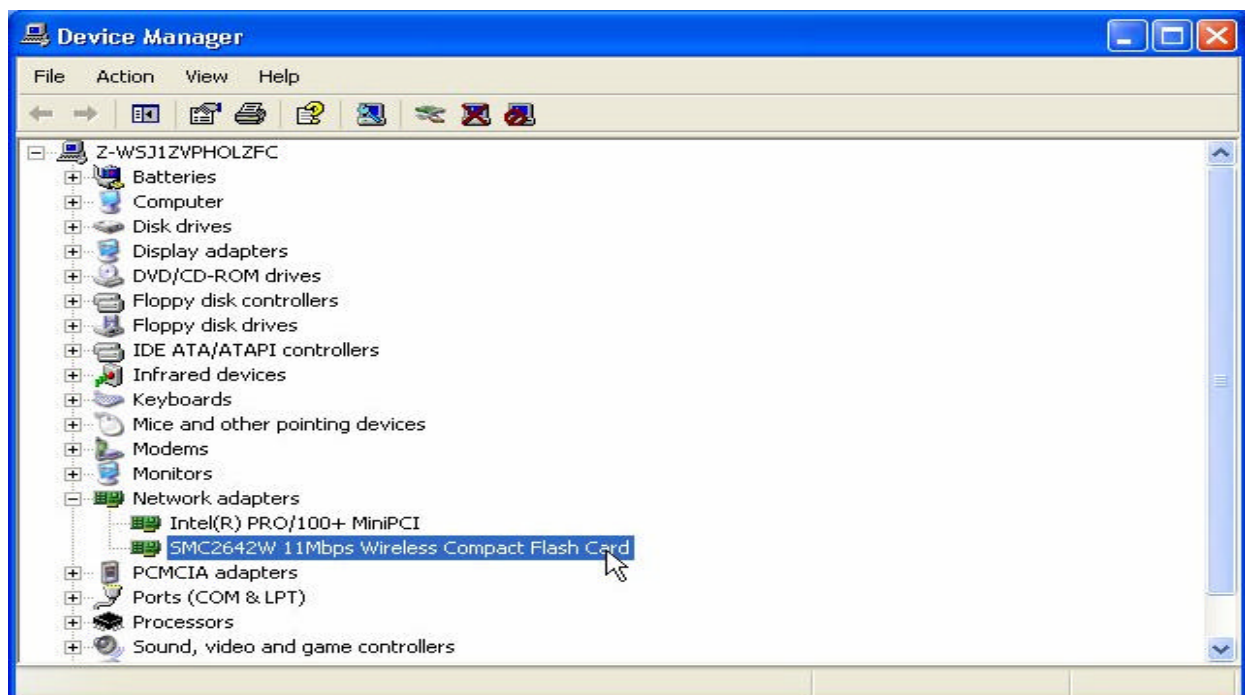 Device Manager
File Action View Help
Z-WSJ1ZVPHOLZFC
Batteries
Computer
Disk drives
Display adapters
DVD/CD-ROM drives
Floppy disk controllers
Floppy disk drives
IDE ATA/ATAPI controllers
Infrared devices
Keyboards
Mice and other pointing devices
Modems
Monitors
Network adapters
Intel(R) PRO/100+ MiniPCI
SMC2642W 11Mbps Wireless Compact Flash Card
PCMCIA adapters
Ports (COM & LPT)
Processors
Sound, video and game controllers